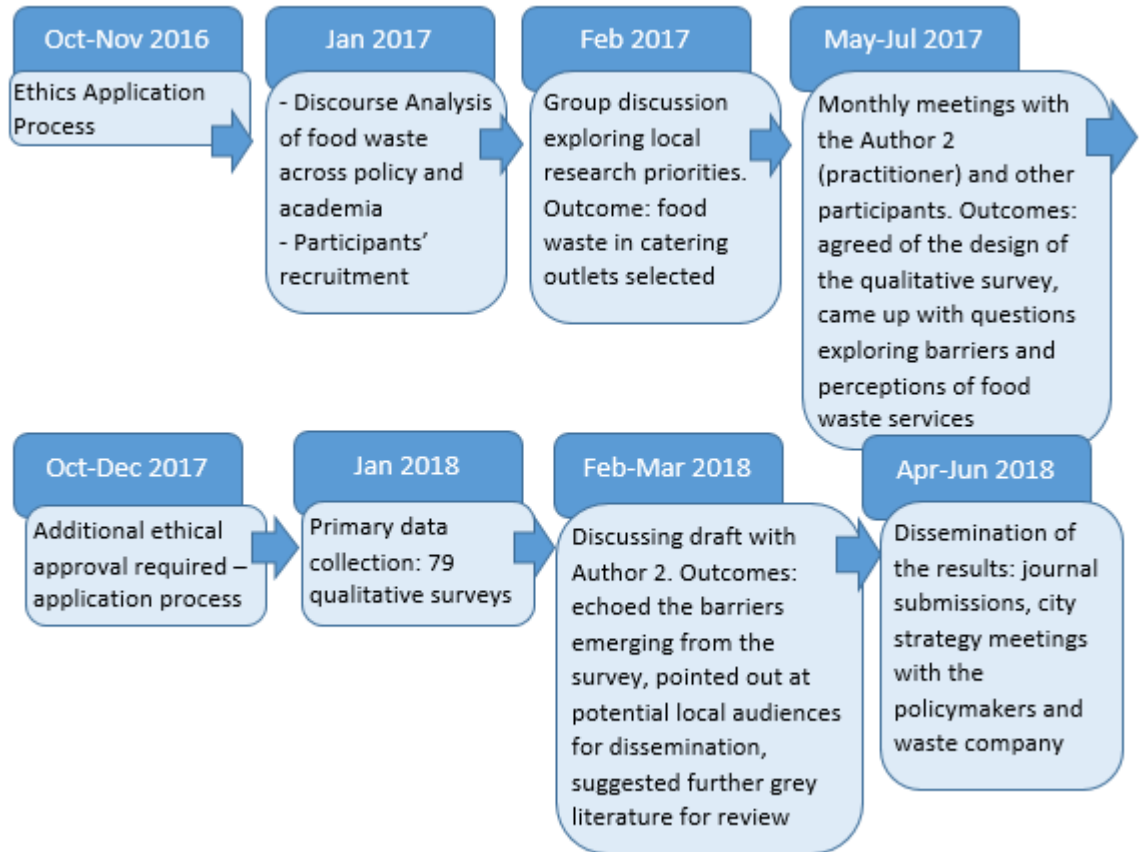 Oct-Nov 2016
Ethics Application
Process
Jan 2017
- Discourse Analysis
of food waste
across policy and
academia
- Participants’
recruitment
Feb 2017
Group discussion
exploring local
research priorities.
Outcome: food
waste in catering
outlets selected
May-Jul 2017
Monthly meetings with
the Author 2
(practitioner) and other
participants. Outcomes:
agreed of the design of
the qualitative survey,
came up with questions
exploring barriers and
perceptions of food
waste services
Oct-Dec 2017
Additional ethical
approval required –
application process
Jan 2018
Primary data
collection: 79
qualitative surveys
Feb-Mar 2018
Discussing draft with
Author 2. Outcomes:
echoed the barriers
emerging from the
survey, pointed out at
potential local audiences
for dissemination,
suggested further grey
literature for review
Apr-Jun 2018
Dissemination of
the results: journal
submissions, city
strategy meetings
with the
policymakers and
waste company